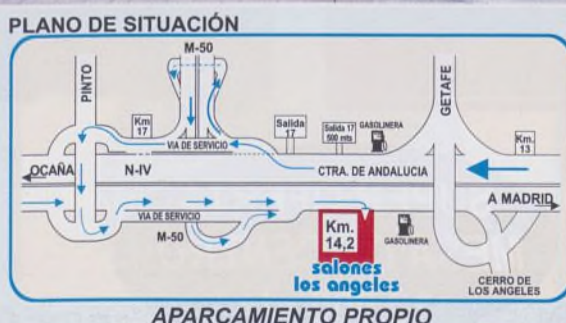 PLANO DE SITUACIÓN
M-50
PINTO
Km
17
Salida
17
Salida 17
500 mts
GASOLINERA
GETAFE
Km.
13
VIA DE SERVICIO
OCAÑA
N-IV
CTRA. DE ANDALUCIA
A MADRID
VIA DE SERVICIO
M-50
Km.
14,2
GASOLINERA
salones
los angeles
CERRO DE
LOS ANGELES
APARCAMIENTO PROPIO